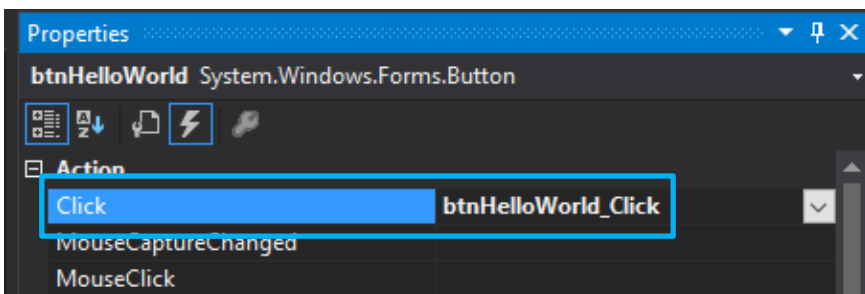 Properties
btnHelloWorld System.Windows.Forms.Button
Action
Click btnHelloWorld_Click
MouseCaptureChanged
MouseClick